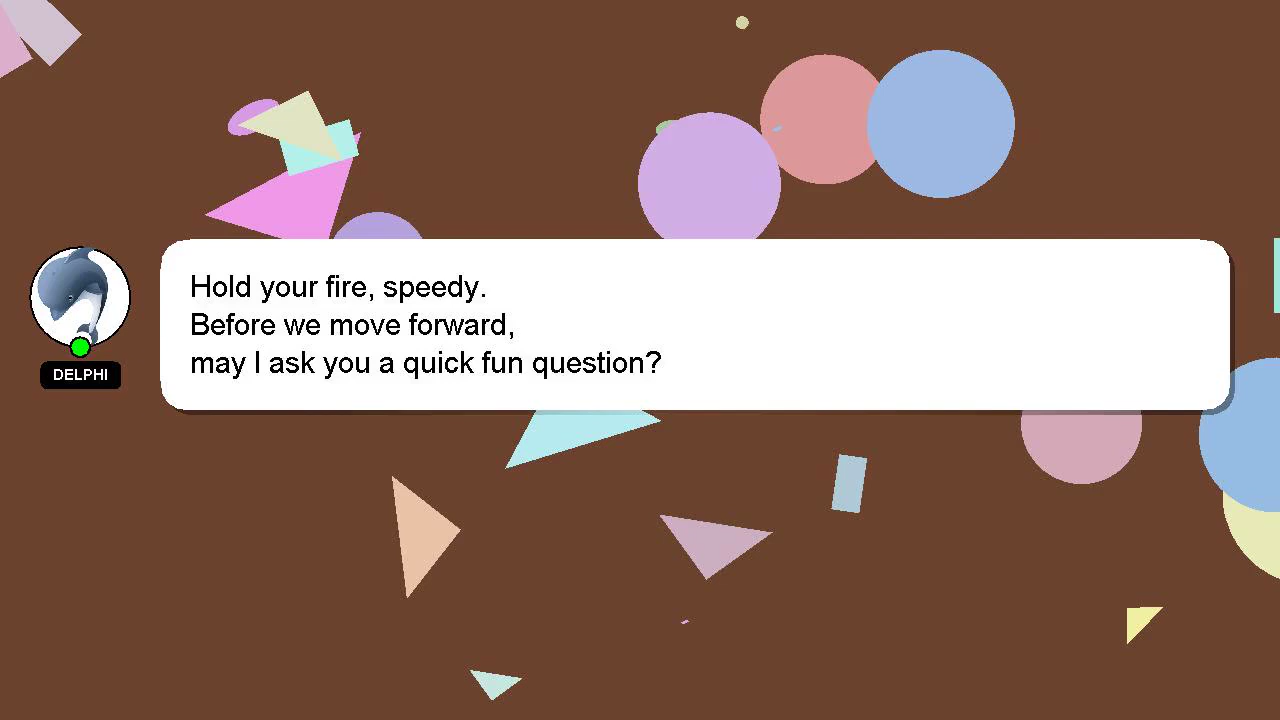 Hold your fire, speedy.
Before we move forward,
may I ask you a quick fun question?
DELPHI